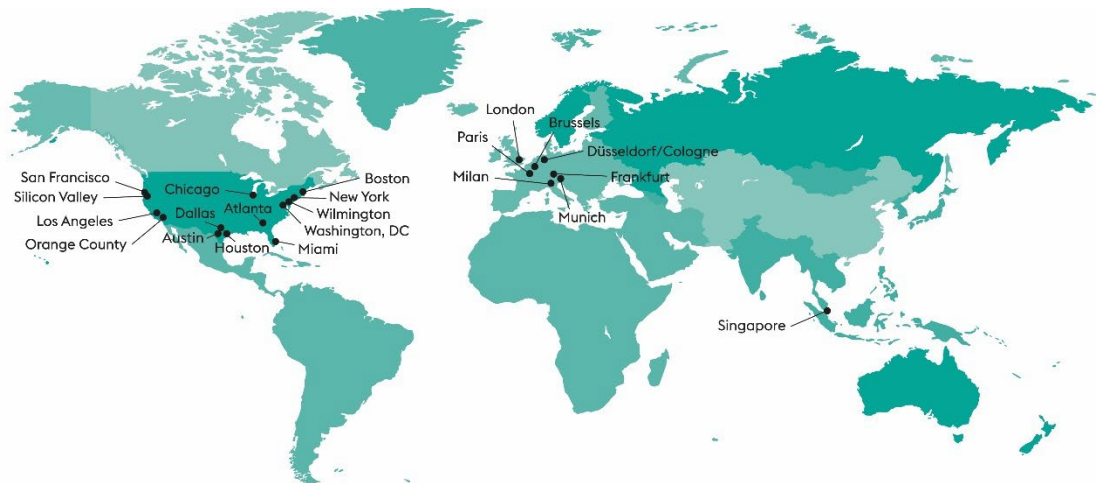 London
Brussels
Paris
Düsseldorf/Cologne
Milan
Frankfurt
Munich
San Francisco
Silicon Valley
Los Angeles
Orange County
Chicago
Dallas
Atlanta
Austin
Houston
Boston
New York
Wilmington
Washington, DC
Miami
Singapore